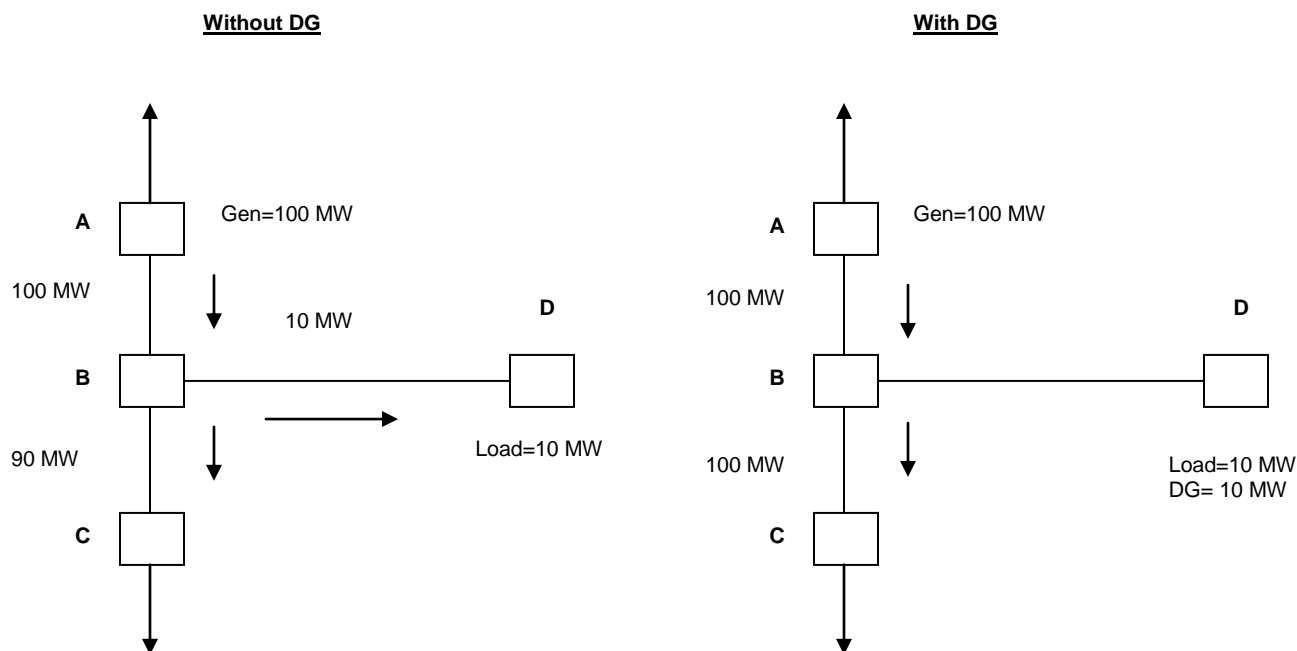 Without DG
A
Gen=100 MW
100 MW
10 MW
D
B
90 MW
Load=10 MW
C
With DG
A
Gen=100 MW
100 MW
D
B
100 MW
Load=10 MW
DG= 10 MW
C